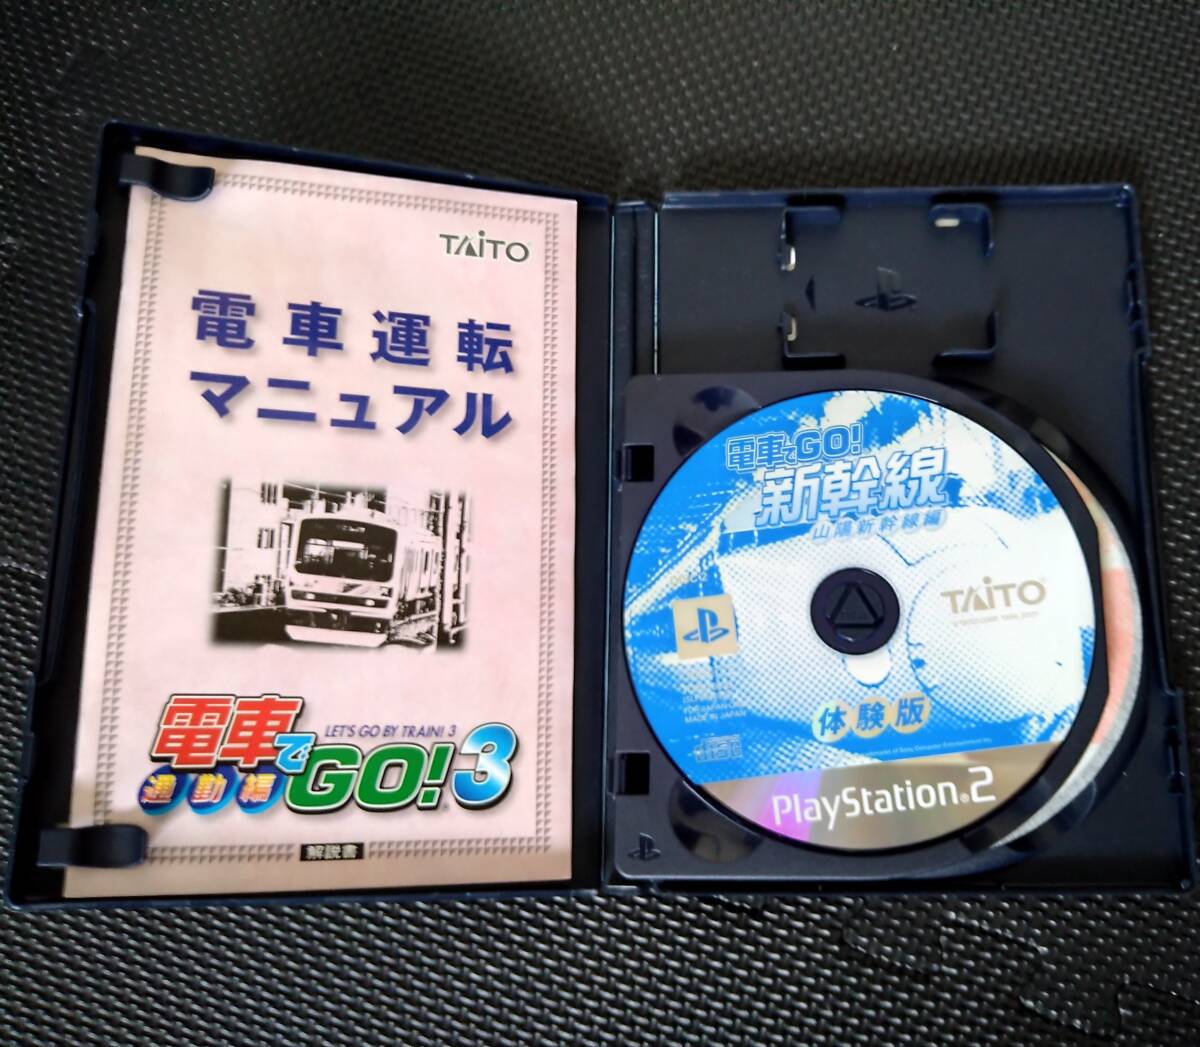 TAITO
電車運転
マニュアル
電車で
LET'S GO BY TRAIN! 3
GO! 3
通勤編
解説書
電車でGO!
新幹線
山陽新幹線編
TAITO
MADE IN JAPAN
体験版
PlayStation 2